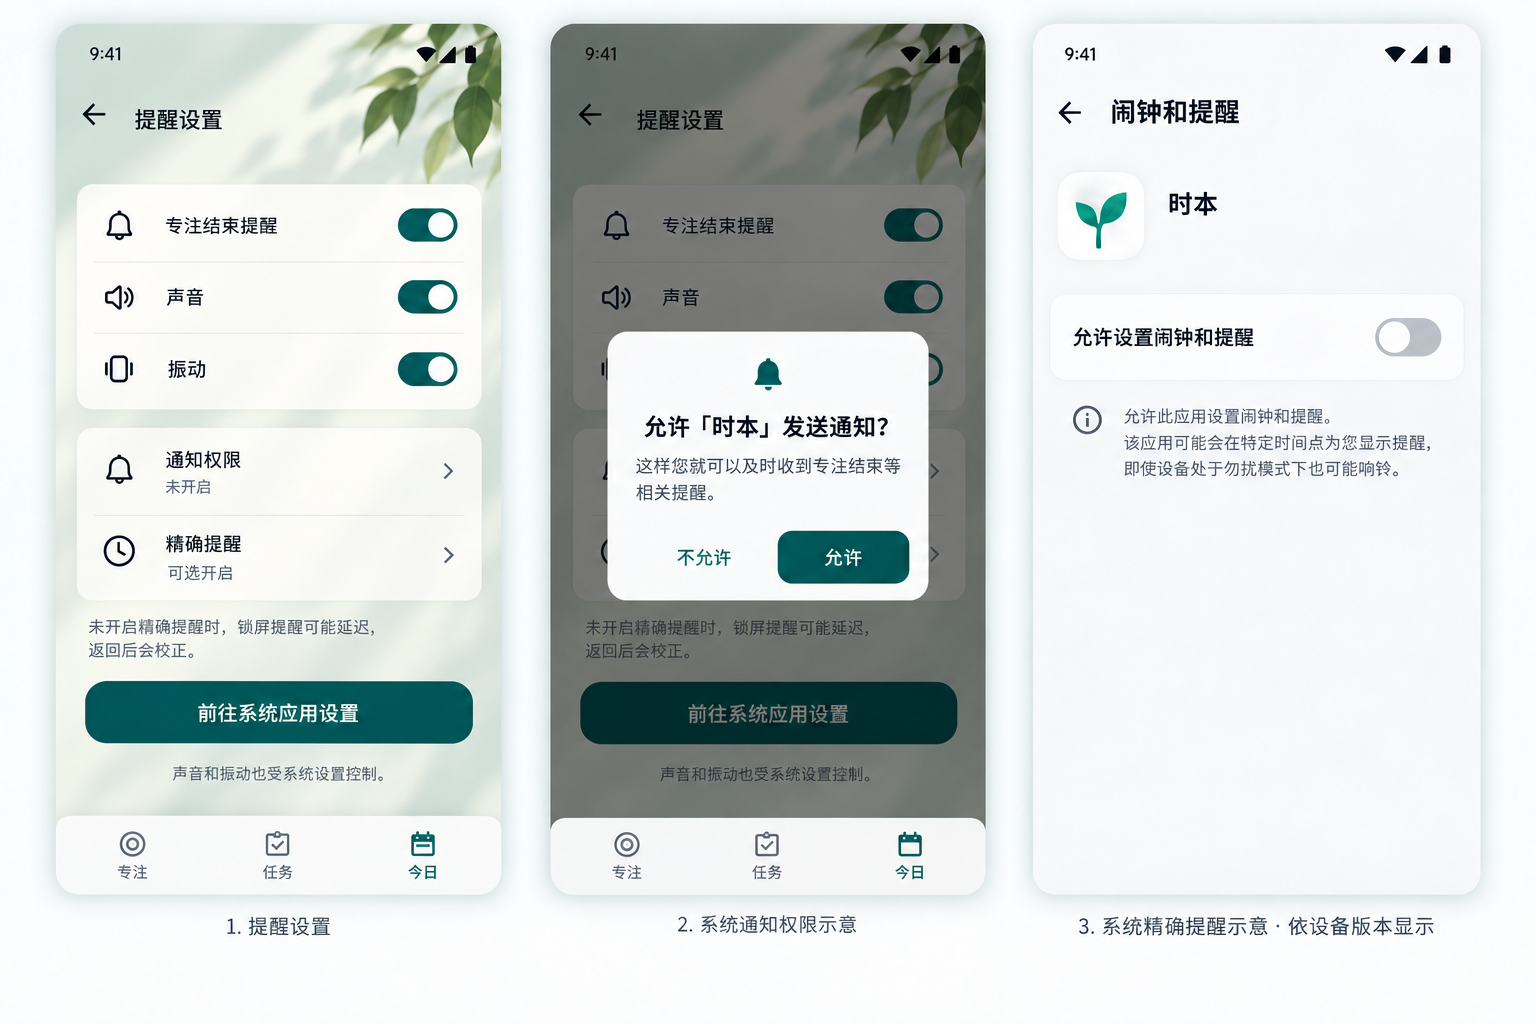 9:41
提醒设置
专注结束提醒
声音
振动
通知权限
未开启
精确提醒
可选开启
未开启精确提醒时，锁屏提醒可能延迟，
返回后会校正。
前往系统应用设置
声音和振动也受系统设置控制。
专注
任务
今日
1. 提醒设置
9:41
提醒设置
专注结束提醒
声音
允许「时本」发送通知？
这样您就可以及时收到专注结束等
相关提醒。
不允许
允许
未开启精确提醒时，锁屏提醒可能延迟，
返回后会校正。
前往系统应用设置
声音和振动也受系统设置控制。
专注
任务
今日
2. 系统通知权限示意
9:41
闹钟和提醒
时本
允许设置闹钟和提醒
允许此应用设置闹钟和提醒。
该应用可能会在特定时间点为您显示提醒，
即使设备处于勿扰模式下也可能响铃。
3. 系统精确提醒示意 · 依设备版本显示